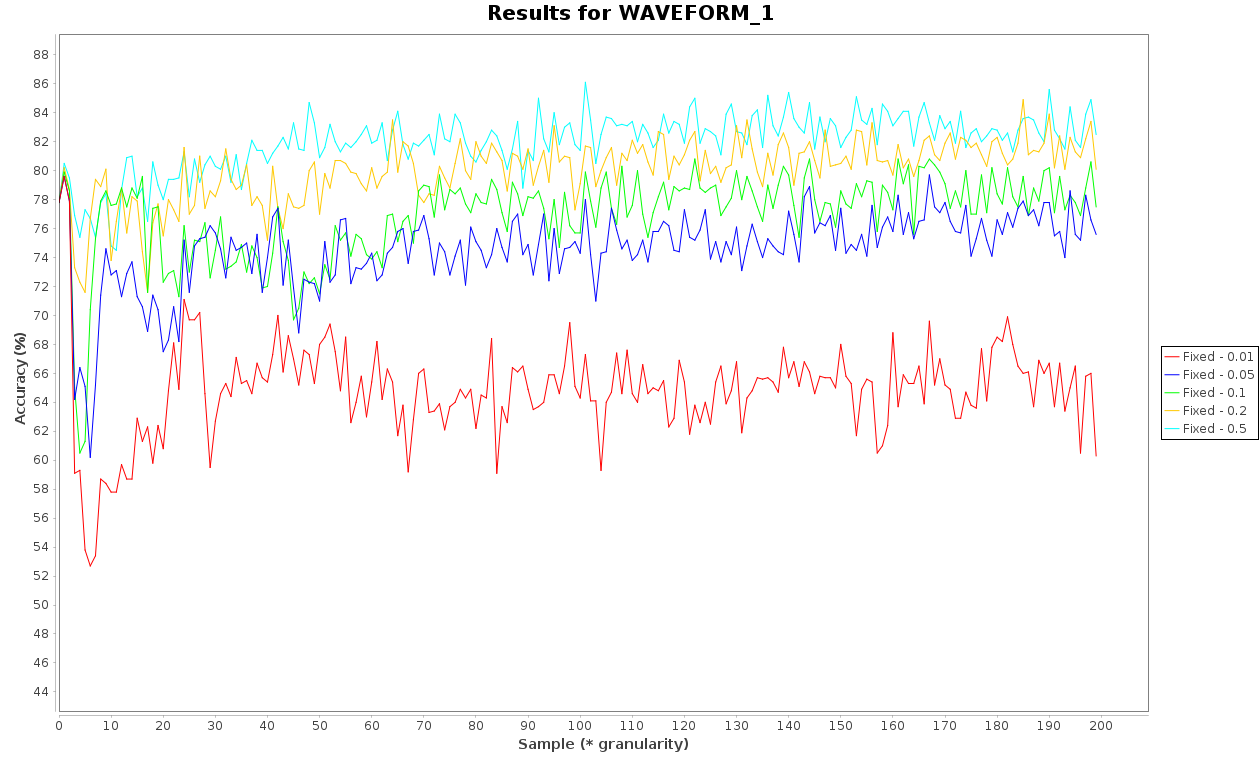 Results for WAVEFORM_1
Accuracy (%)
88
86
84
82
80
78
76
74
72
70
68
66
64
62
60
58
56
54
52
50
48
46
44
0 10 20 30 40 50 60 70 80 90 100 110 120 130 140 150 160 170 180 190 200
Sample (* granularity)
Fixed - 0.01
Fixed - 0.05
Fixed - 0.1
Fixed - 0.2
Fixed - 0.5